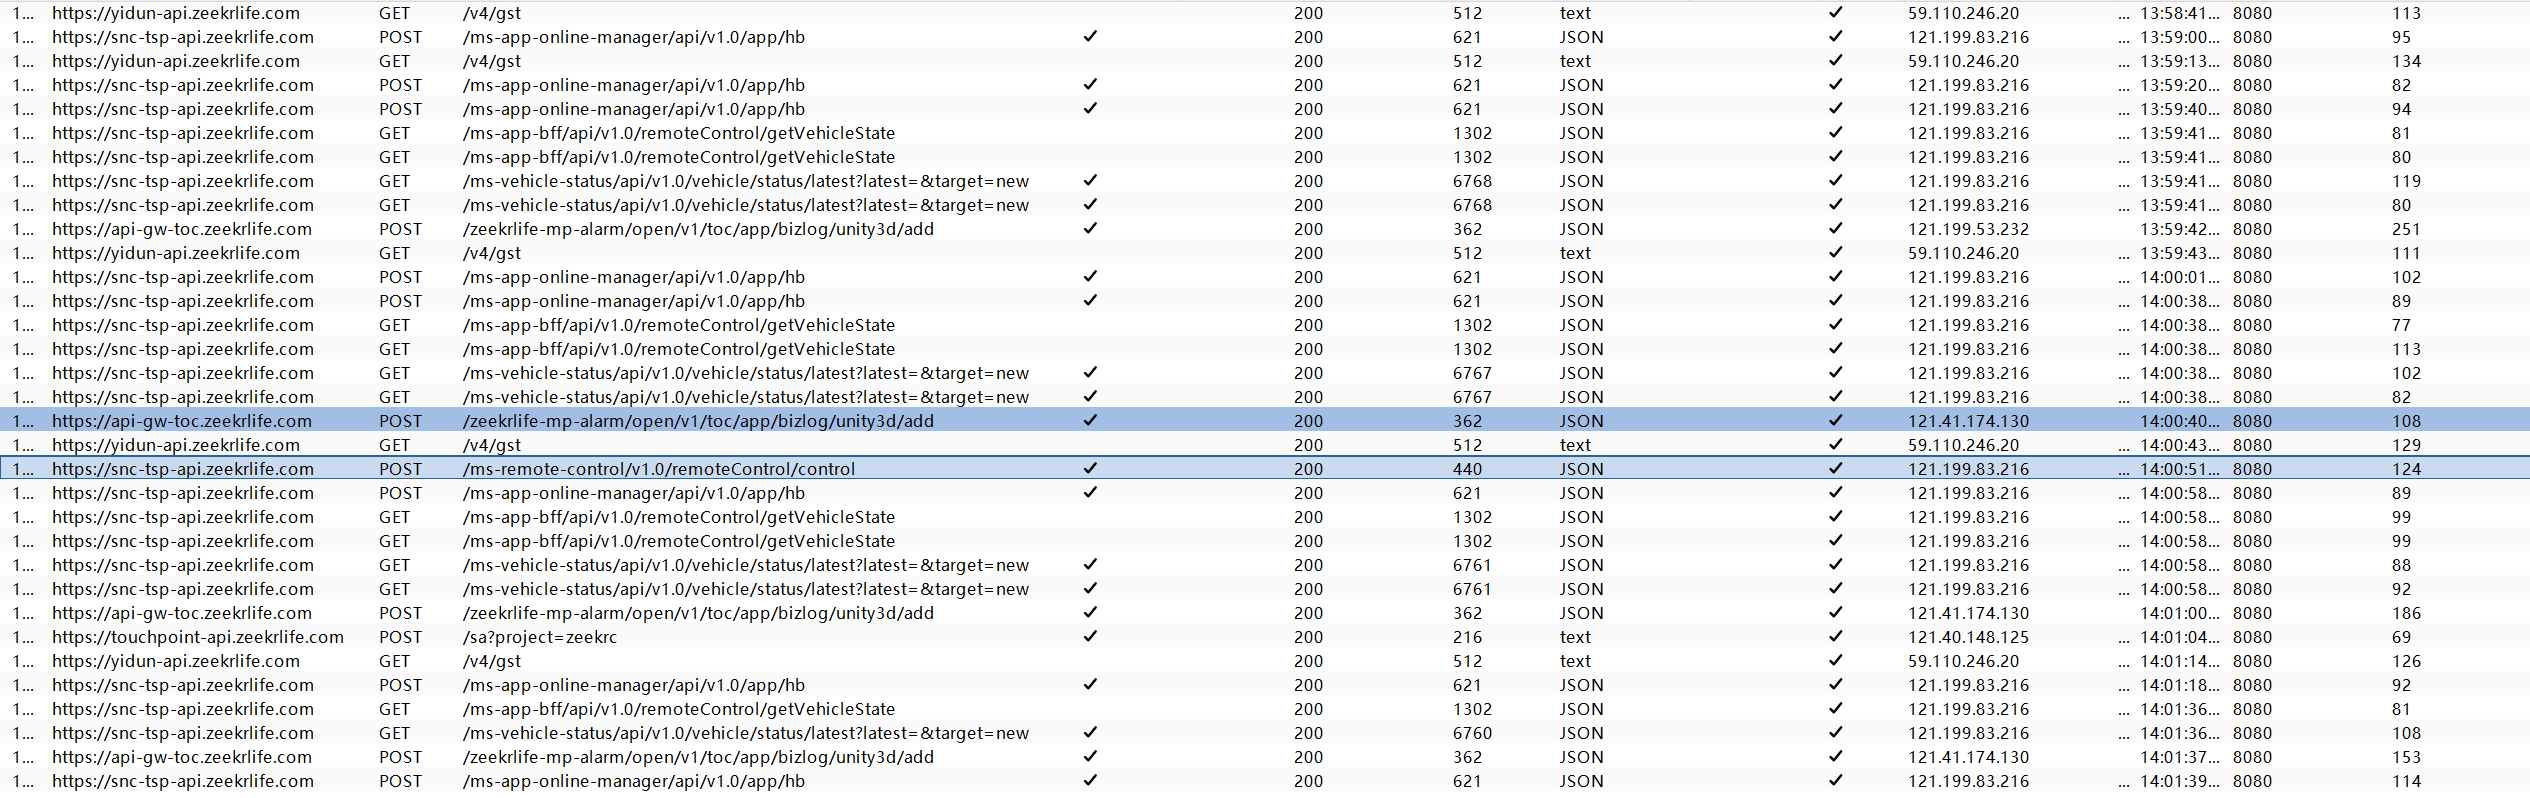 1... https://yidun-api.zeekrlife.com GET /v4/gst 200 512 text ✓ 59.110.246.20 ... 13:58:41... 8080 113
1... https://snc-tsp-api.zeekrlife.com POST /ms-app-online-manager/api/v1.0/app/hb ✓ 200 621 JSON ✓ 121.199.83.216 ... 13:59:00... 8080 95
1... https://yidun-api.zeekrlife.com GET /v4/gst 200 512 text ✓ 59.110.246.20 ... 13:59:13... 8080 134
1... https://snc-tsp-api.zeekrlife.com POST /ms-app-online-manager/api/v1.0/app/hb ✓ 200 621 JSON ✓ 121.199.83.216 ... 13:59:20... 8080 82
1... https://snc-tsp-api.zeekrlife.com POST /ms-app-online-manager/api/v1.0/app/hb ✓ 200 621 JSON ✓ 121.199.83.216 ... 13:59:40... 8080 94
1... https://snc-tsp-api.zeekrlife.com GET /ms-app-bff/api/v1.0/remoteControl/getVehicleState 200 1302 JSON ✓ 121.199.83.216 ... 13:59:41... 8080 81
1... https://snc-tsp-api.zeekrlife.com GET /ms-app-bff/api/v1.0/remoteControl/getVehicleState 200 1302 JSON ✓ 121.199.83.216 ... 13:59:41... 8080 80
1... https://snc-tsp-api.zeekrlife.com GET /ms-vehicle-status/api/v1.0/vehicle/status/latest?latest=&target=new ✓ 200 6768 JSON ✓ 121.199.83.216 ... 13:59:41... 8080 119
1... https://snc-tsp-api.zeekrlife.com GET /ms-vehicle-status/api/v1.0/vehicle/status/latest?latest=&target=new ✓ 200 6768 JSON ✓ 121.199.83.216 ... 13:59:41... 8080 80
1... https://api-gw-toc.zeekrlife.com POST /zeekrlife-mp-alarm/open/v1/toc/app/bizlog/unity3d/add ✓ 200 362 JSON ✓ 121.199.53.232 13:59:42... 8080 251
1... https://yidun-api.zeekrlife.com GET /v4/gst 200 512 text ✓ 59.110.246.20 ... 13:59:43... 8080 111
1... https://snc-tsp-api.zeekrlife.com POST /ms-app-online-manager/api/v1.0/app/hb ✓ 200 621 JSON ✓ 121.199.83.216 ... 14:00:01... 8080 102
1... https://snc-tsp-api.zeekrlife.com POST /ms-app-online-manager/api/v1.0/app/hb ✓ 200 621 JSON ✓ 121.199.83.216 ... 14:00:38... 8080 89
1... https://snc-tsp-api.zeekrlife.com GET /ms-app-bff/api/v1.0/remoteControl/getVehicleState 200 1302 JSON ✓ 121.199.83.216 ... 14:00:38... 8080 77
1... https://snc-tsp-api.zeekrlife.com GET /ms-app-bff/api/v1.0/remoteControl/getVehicleState 200 1302 JSON ✓ 121.199.83.216 ... 14:00:38... 8080 113
1... https://snc-tsp-api.zeekrlife.com GET /ms-vehicle-status/api/v1.0/vehicle/status/latest?latest=&target=new ✓ 200 6767 JSON ✓ 121.199.83.216 ... 14:00:38... 8080 102
1... https://snc-tsp-api.zeekrlife.com GET /ms-vehicle-status/api/v1.0/vehicle/status/latest?latest=&target=new ✓ 200 6767 JSON ✓ 121.199.83.216 ... 14:00:38... 8080 82
1... https://api-gw-toc.zeekrlife.com POST /zeekrlife-mp-alarm/open/v1/toc/app/bizlog/unity3d/add ✓ 200 362 JSON ✓ 121.41.174.130 14:00:40... 8080 108
1... https://yidun-api.zeekrlife.com GET /v4/gst 200 512 text ✓ 59.110.246.20 ... 14:00:43... 8080 129
1... https://snc-tsp-api.zeekrlife.com POST /ms-remote-control/v1.0/remoteControl/control ✓ 200 440 JSON ✓ 121.199.83.216 ... 14:00:51... 8080 124
1... https://snc-tsp-api.zeekrlife.com POST /ms-app-online-manager/api/v1.0/app/hb ✓ 200 621 JSON ✓ 121.199.83.216 ... 14:00:58... 8080 89
1... https://snc-tsp-api.zeekrlife.com GET /ms-app-bff/api/v1.0/remoteControl/getVehicleState 200 1302 JSON ✓ 121.199.83.216 ... 14:00:58... 8080 99
1... https://snc-tsp-api.zeekrlife.com GET /ms-app-bff/api/v1.0/remoteControl/getVehicleState 200 1302 JSON ✓ 121.199.83.216 ... 14:00:58... 8080 99
1... https://snc-tsp-api.zeekrlife.com GET /ms-vehicle-status/api/v1.0/vehicle/status/latest?latest=&target=new ✓ 200 6761 JSON ✓ 121.199.83.216 ... 14:00:58... 8080 88
1... https://snc-tsp-api.zeekrlife.com GET /ms-vehicle-status/api/v1.0/vehicle/status/latest?latest=&target=new ✓ 200 6761 JSON ✓ 121.199.83.216 ... 14:00:58... 8080 92
1... https://api-gw-toc.zeekrlife.com POST /zeekrlife-mp-alarm/open/v1/toc/app/bizlog/unity3d/add ✓ 200 362 JSON ✓ 121.41.174.130 14:01:00... 8080 186
1... https://touchpoint-api.zeekrlife.com POST /sa?project=zeekrc ✓ 200 216 text ✓ 121.40.148.125 ... 14:01:04... 8080 69
1... https://yidun-api.zeekrlife.com GET /v4/gst 200 512 text ✓ 59.110.246.20 ... 14:01:14... 8080 126
1... https://snc-tsp-api.zeekrlife.com POST /ms-app-online-manager/api/v1.0/app/hb ✓ 200 621 JSON ✓ 121.199.83.216 ... 14:01:18... 8080 92
1... https://snc-tsp-api.zeekrlife.com GET /ms-app-bff/api/v1.0/remoteControl/getVehicleState 200 1302 JSON ✓ 121.199.83.216 ... 14:01:36... 8080 81
1... https://snc-tsp-api.zeekrlife.com GET /ms-vehicle-status/api/v1.0/vehicle/status/latest?latest=&target=new ✓ 200 6760 JSON ✓ 121.199.83.216 ... 14:01:36... 8080 108
1... https://api-gw-toc.zeekrlife.com POST /zeekrlife-mp-alarm/open/v1/toc/app/bizlog/unity3d/add ✓ 200 362 JSON ✓ 121.41.174.130 14:01:37... 8080 153
1... https://snc-tsp-api.zeekrlife.com POST /ms-app-online-manager/api/v1.0/app/hb ✓ 200 621 JSON ✓ 121.199.83.216 ... 14:01:39... 8080 114